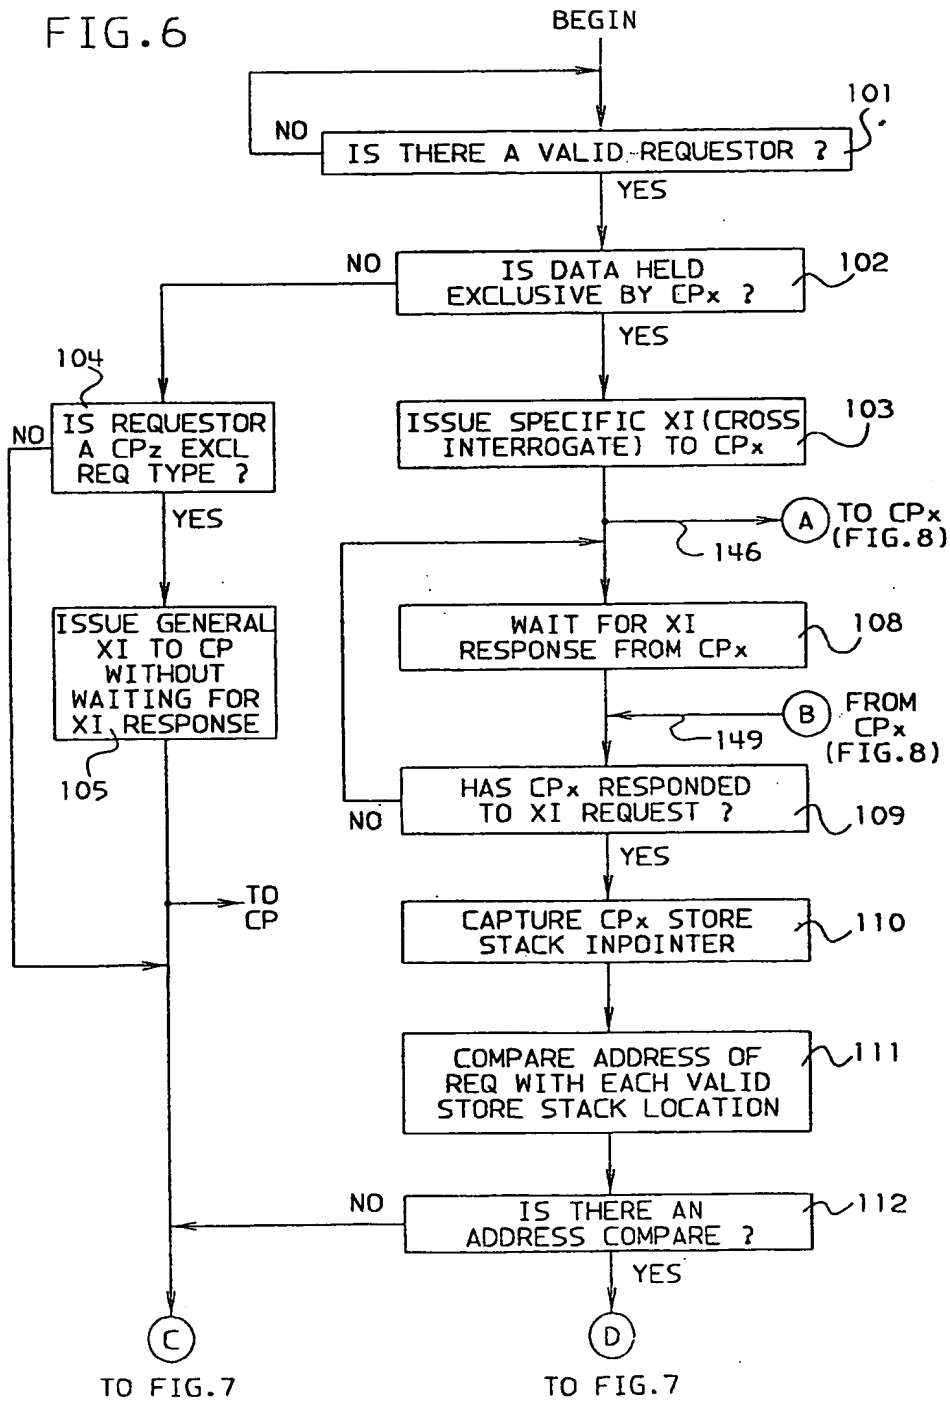 FIG.6
BEGIN
101
NO
IS THERE A VALID REQUESTOR ?
YES
NO
IS DATA HELD
EXCLUSIVE BY CPx ?
102
YES
104
NO
IS REQUESTOR
A CPz EXCL
REQ TYPE ?
ISSUE SPECIFIC XI(CROSS
INTERROGATE) TO CPx
103
YES
A
TO CPx
(FIG.8)
146
ISSUE GENERAL
XI TO CP
WITHOUT
WAITING FOR
XI RESPONSE
105
WAIT FOR XI
RESPONSE FROM CPx
108
B
FROM
CPx
(FIG.8)
149
HAS CPx RESPONDED
TO XI REQUEST ?
109
NO
YES
TO
CP
CAPTURE CPx STORE
STACK INPOINTER
110
COMPARE ADDRESS OF
REQ WITH EACH VALID
STORE STACK LOCATION
111
NO
IS THERE AN
ADDRESS COMPARE ?
112
YES
C
D
TO FIG.7
TO FIG.7